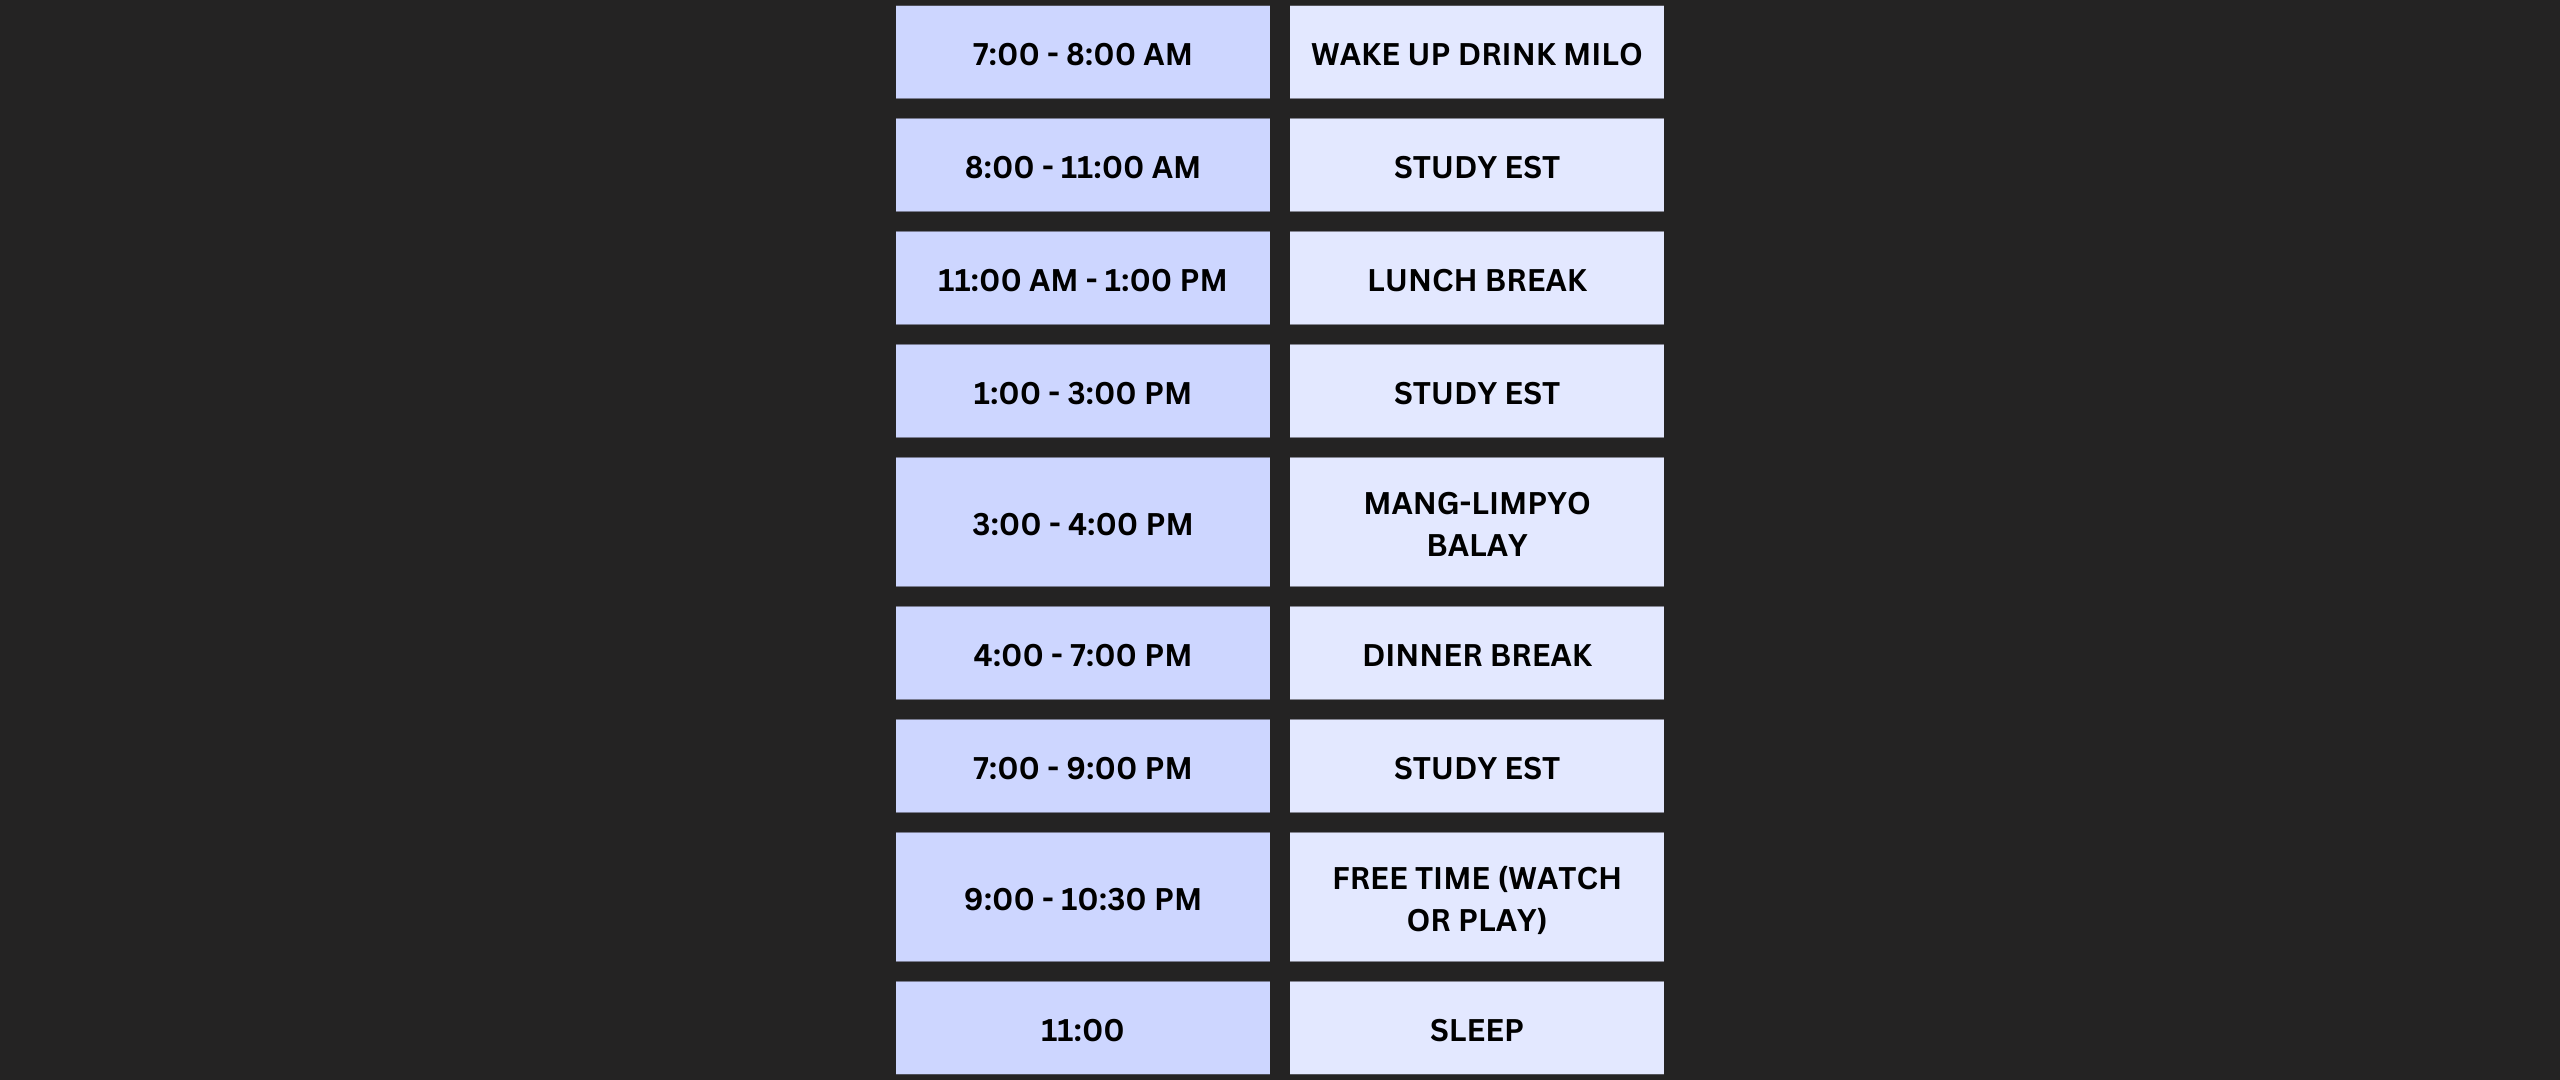 7:00 - 8:00 AM
WAKE UP DRINK MILO
8:00 - 11:00 AM
STUDY EST
11:00 AM - 1:00 PM
LUNCH BREAK
1:00 - 3:00 PM
STUDY EST
3:00 - 4:00 PM
MANG-LIMPYO
BALAY
4:00 - 7:00 PM
DINNER BREAK
7:00 - 9:00 PM
STUDY EST
9:00 - 10:30 PM
FREE TIME (WATCH
OR PLAY)
11:00
SLEEP